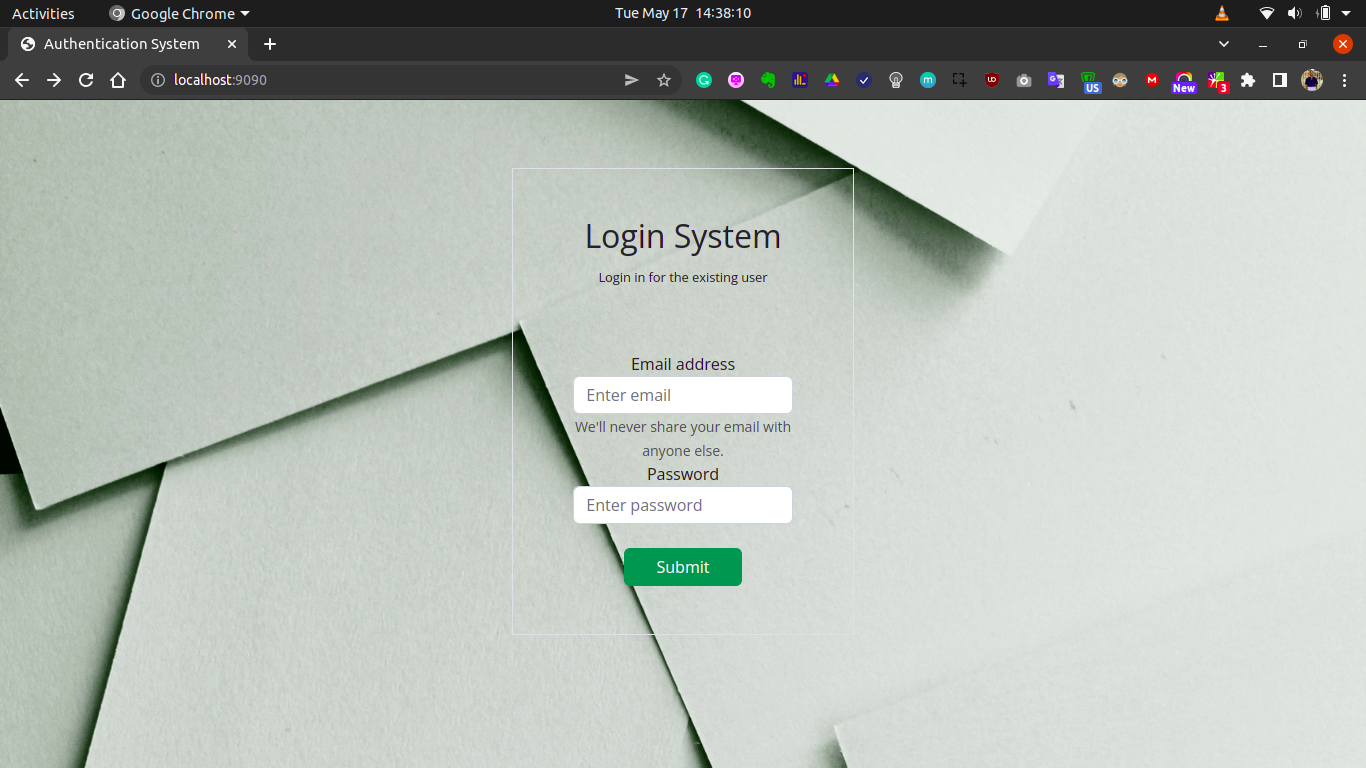 Activities Google Chrome Tue May 17 14:38:10
Authentication System
localhost:9090 US New 3
Login System
Login in for the existing user
Email address
Enter email
We'll never share your email with
anyone else.
Password
Enter password
Submit